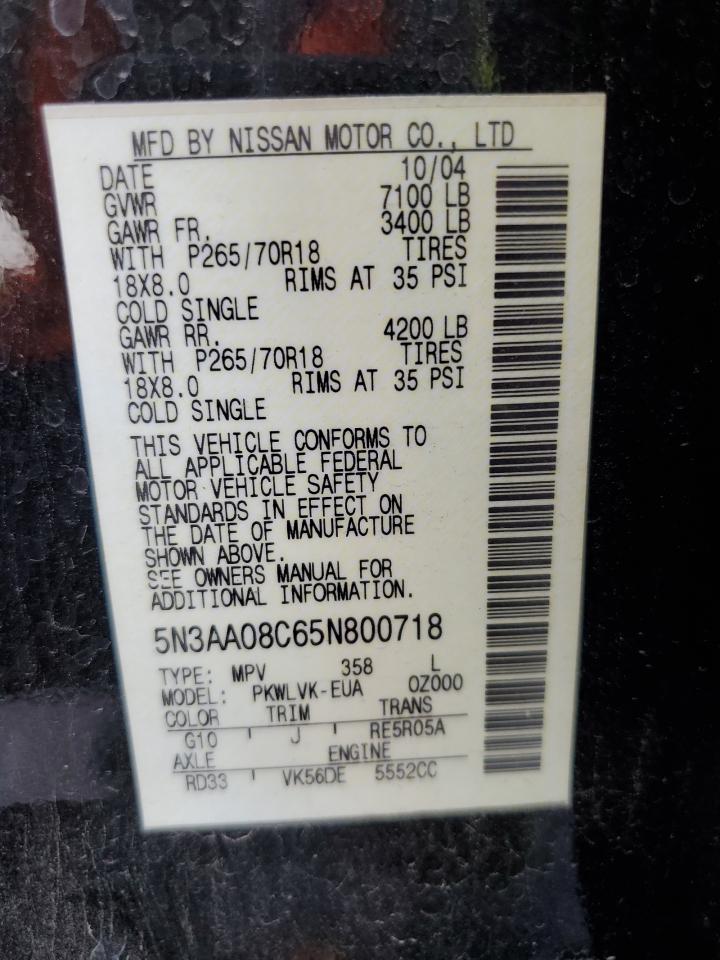 MFD BY NISSAN MOTOR CO., LTD
DATE 10/04
GVWR 7100 LB
GAWR FR. 3400 LB
WITH P265/70R18 TIRES
18X8.0 RIMS AT 35 PSI
COLD SINGLE
GAWR RR. 4200 LB
WITH P265/70R18 TIRES
18X8.0 RIMS AT 35 PSI
COLD SINGLE
THIS VEHICLE CONFORMS TO
ALL APPLICABLE FEDERAL
MOTOR VEHICLE SAFETY
STANDARDS IN EFFECT ON
THE DATE OF MANUFACTURE
SHOWN ABOVE.
SEE OWNERS MANUAL FOR
ADDITIONAL INFORMATION.
5N3AA08C65N800718
TYPE: MPV 358 L
MODEL: PKWLVK-EUA 0Z000
COLOR TRIM TRANS
G10 J RE5R05A
AXLE ENGINE
RD33 VK56DE 5552CC